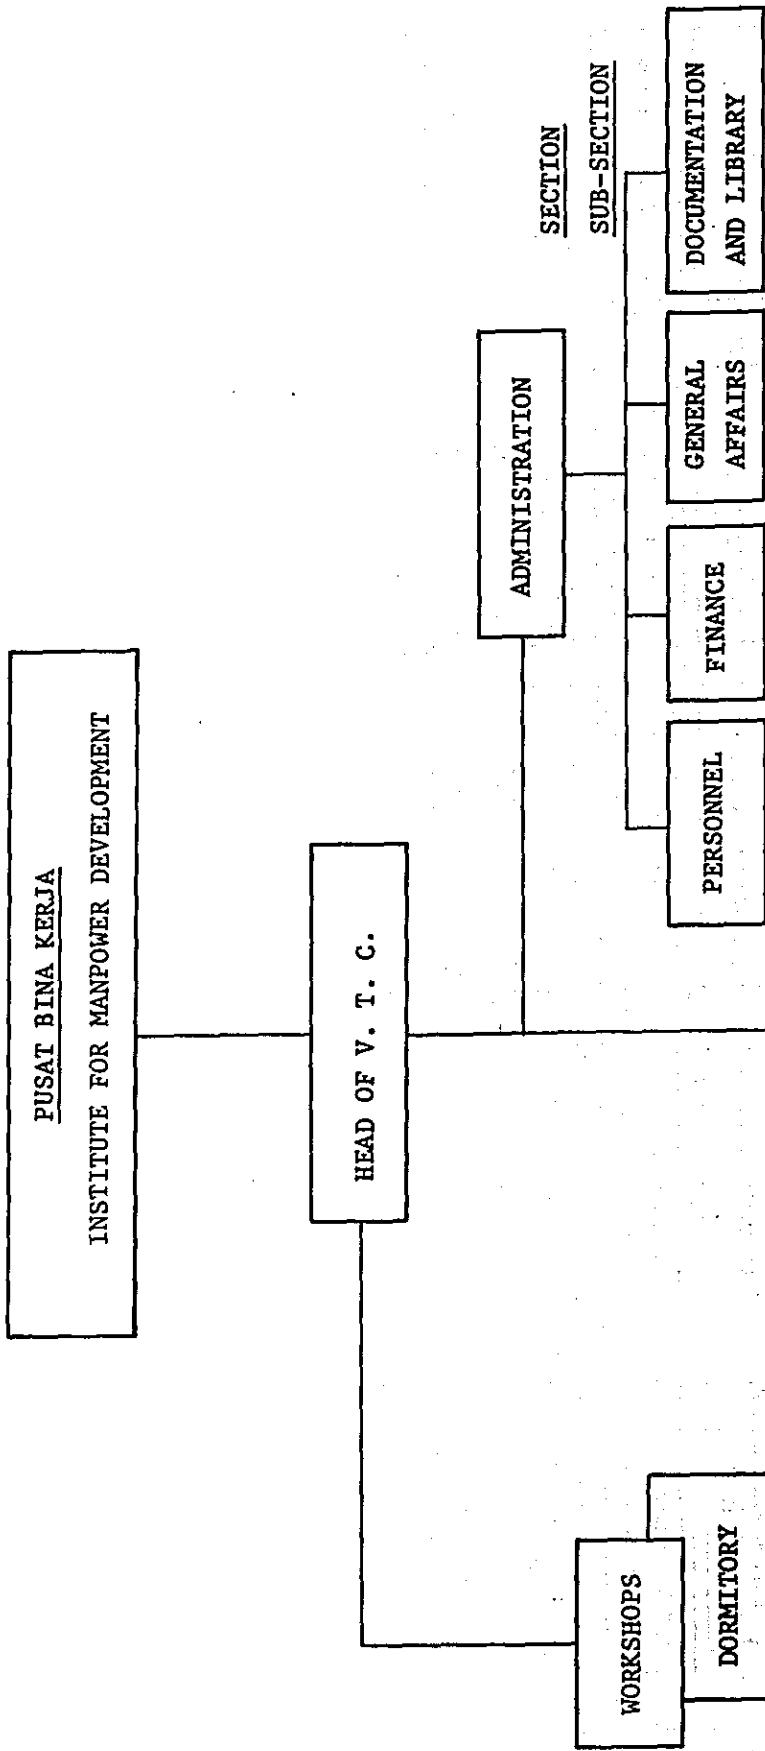 PUSAT BINA KERJA
INSTITUTE FOR MANPOWER DEVELOPMENT
HEAD OF V. T. C.
ADMINISTRATION
SECTION
SUB-SECTION
WORKSHOPS
DORMITORY
PERSONNEL
FINANCE
GENERAL
AFFAIRS
DOCUMENTATION
AND LIBRARY